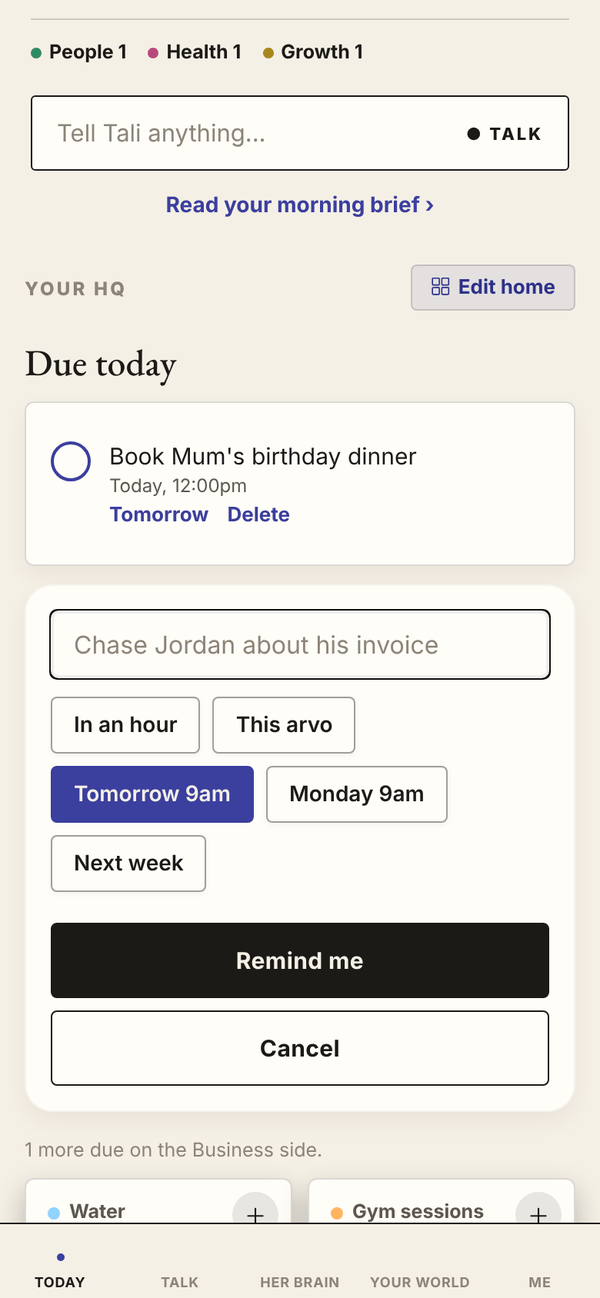 People 1 Health 1 Growth 1
Tell Tali anything... TALK
Read your morning brief ›
YOUR HQ Edit home
Due today
Book Mum's birthday dinner
Today, 12:00pm
Tomorrow Delete
Chase Jordan about his invoice
In an hour This arvo
Tomorrow 9am Monday 9am
Next week
Remind me
Cancel
1 more due on the Business side.
Water + Gym sessions +
TODAY TALK HER BRAIN YOUR WORLD ME